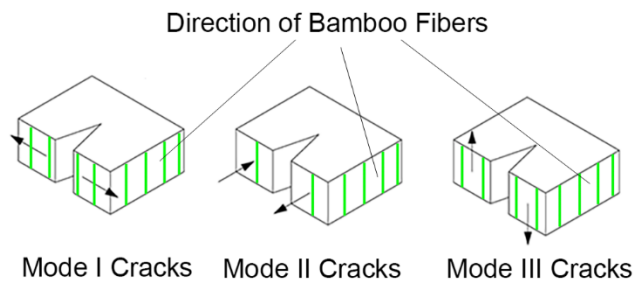 Direction of Bamboo Fibers
Mode I Cracks
Mode II Cracks
Mode III Cracks